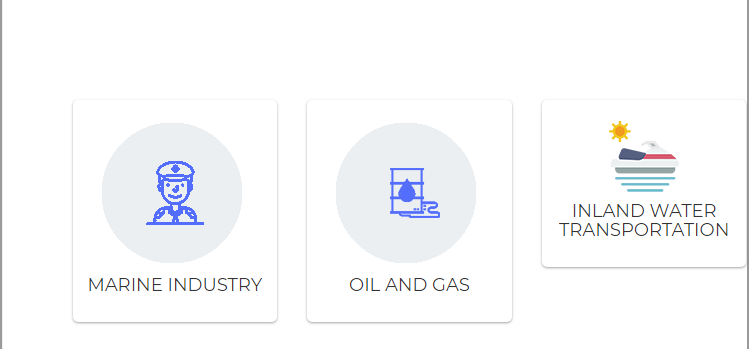 MARINE INDUSTRY
OIL AND GAS
INLAND WATER
TRANSPORTATION